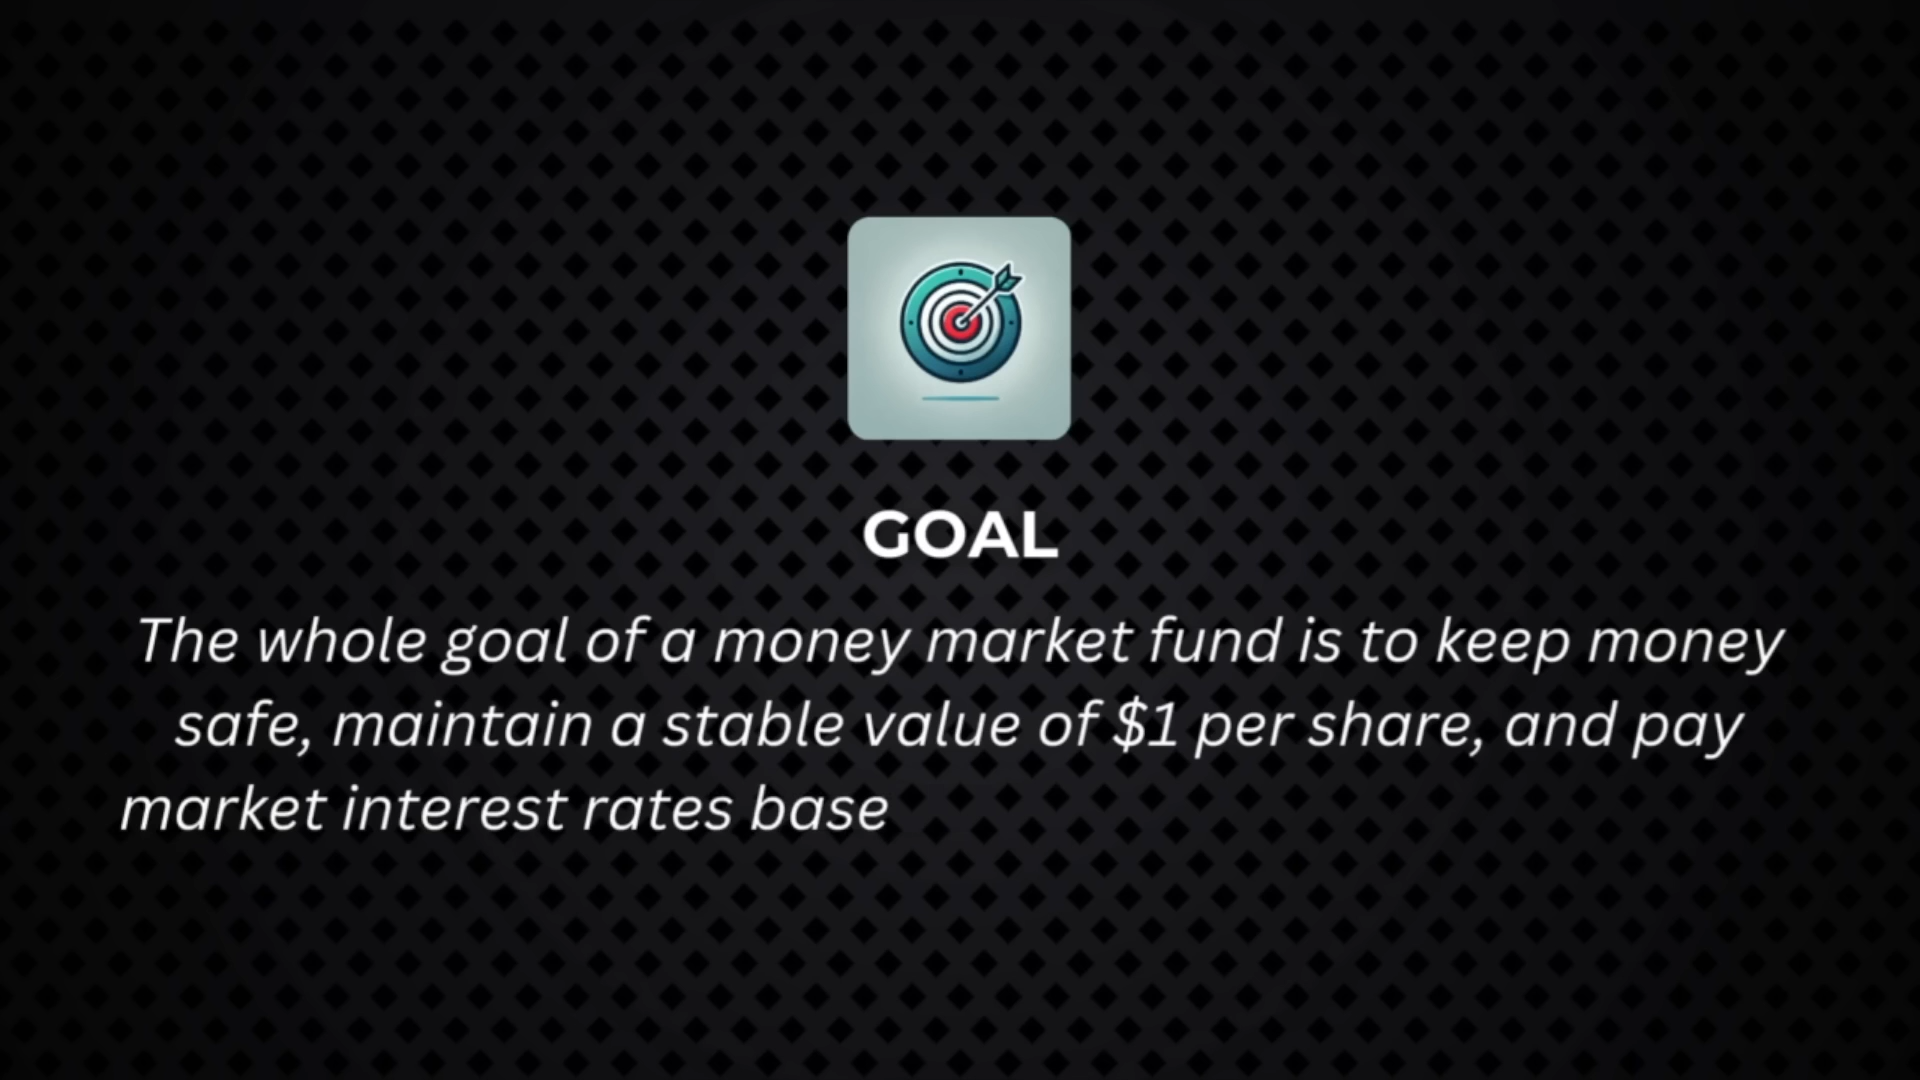 GOAL
The whole goal of a money market fund is to keep money
safe, maintain a stable value of $1 per share, and pay
market interest rates base